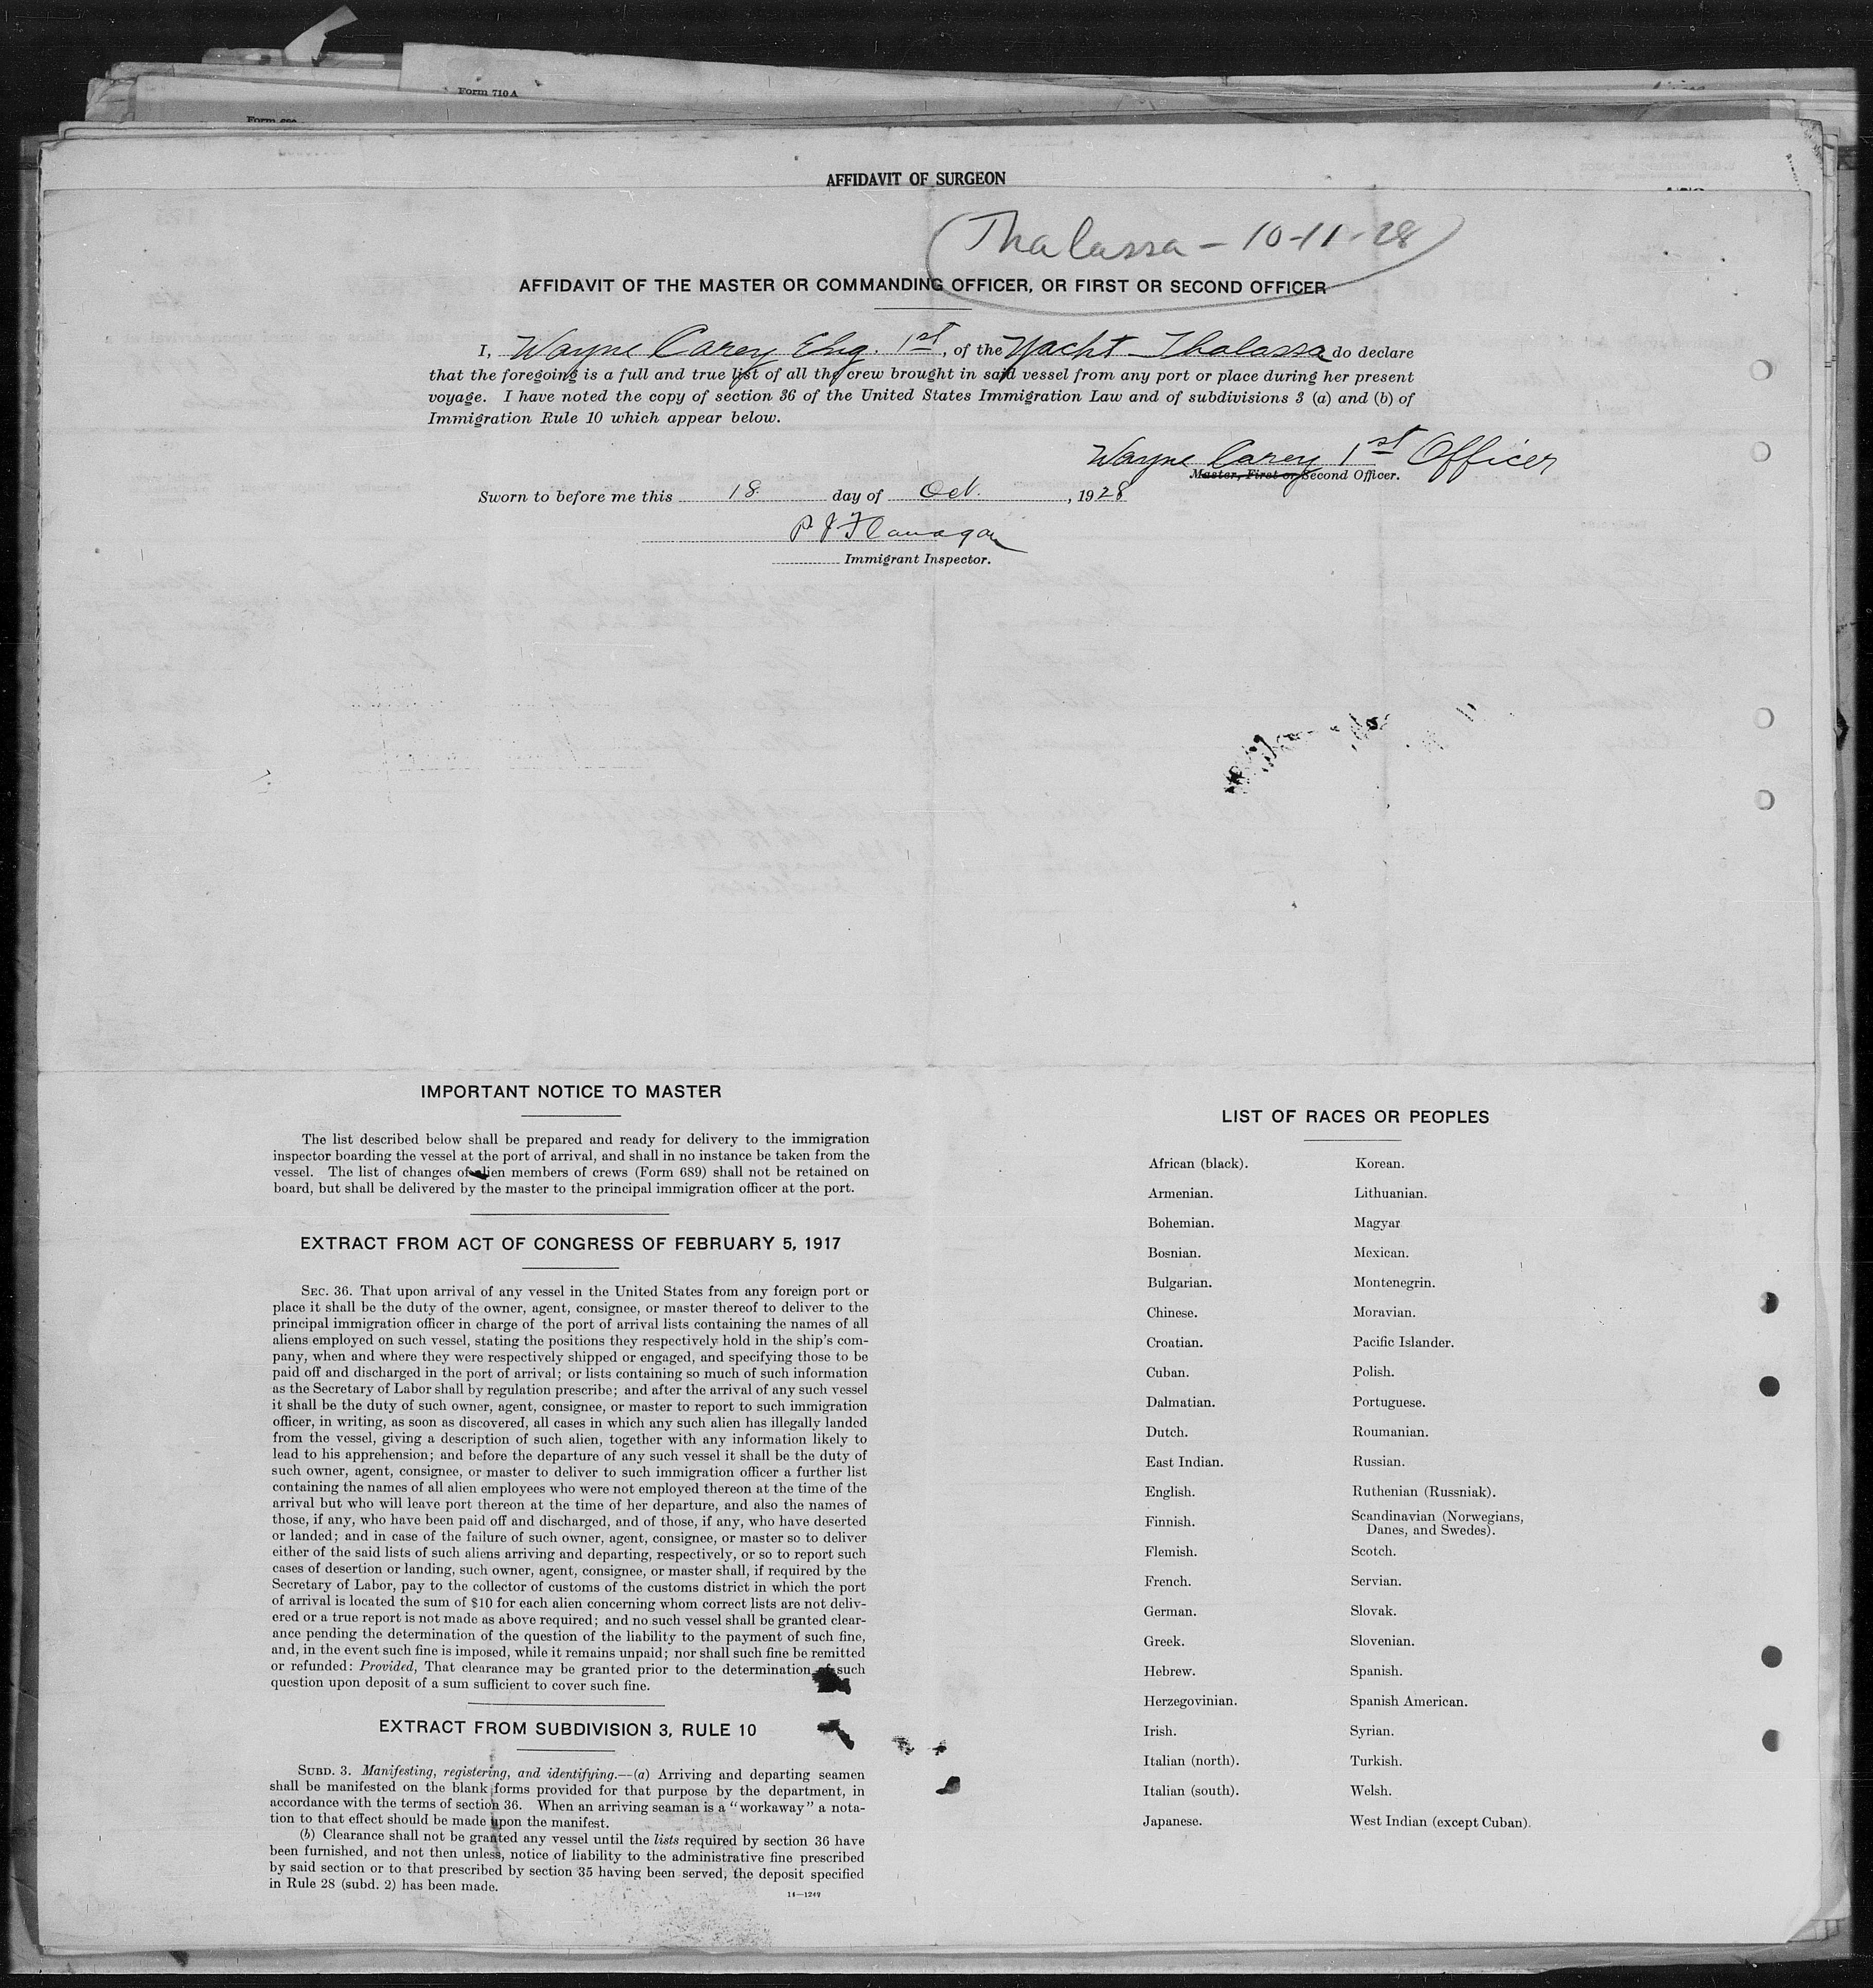 Form 710 A
AFFIDAVIT OF SURGEON
Thalassa - 10-11-28
AFFIDAVIT OF THE MASTER OR COMMANDING OFFICER, OR FIRST OR SECOND OFFICER
I, Wayne Carey Eng. 1st, of the Yacht Thalassa do declare
that the foregoing is a full and true list of all the crew brought in said vessel from any port or place during her present
voyage. I have noted the copy of section 36 of the United States Immigration Law and of subdivisions 3 (a) and (b) of
Immigration Rule 10 which appear below.
Wayne Carey 1st Officer
Master, First or Second Officer.
Sworn to before me this 18 day of Oct., 1928
P J Flanagan
Immigrant Inspector.
IMPORTANT NOTICE TO MASTER
The list described below shall be prepared and ready for delivery to the immigration
inspector boarding the vessel at the port of arrival, and shall in no instance be taken from the
vessel. The list of changes of alien members of crews (Form 689) shall not be retained on
board, but shall be delivered by the master to the principal immigration officer at the port.
EXTRACT FROM ACT OF CONGRESS OF FEBRUARY 5, 1917
SEC. 36. That upon arrival of any vessel in the United States from any foreign port or
place it shall be the duty of the owner, agent, consignee, or master thereof to deliver to the
principal immigration officer in charge of the port of arrival lists containing the names of all
aliens employed on such vessel, stating the positions they respectively hold in the ship's com-
pany, when and where they were respectively shipped or engaged, and specifying those to be
paid off and discharged in the port of arrival; or lists containing so much of such information
as the Secretary of Labor shall by regulation prescribe; and after the arrival of any such vessel
it shall be the duty of such owner, agent, consignee, or master to report to such immigration
officer, in writing, as soon as discovered, all cases in which any such alien has illegally landed
from the vessel, giving a description of such alien, together with any information likely to
lead to his apprehension; and before the departure of any such vessel it shall be the duty of
such owner, agent, consignee, or master to deliver to such immigration officer a further list
containing the names of all alien employees who were not employed thereon at the time of the
arrival but who will leave port thereon at the time of her departure, and also the names of
those, if any, who have been paid off and discharged, and of those, if any, who have deserted
or landed; and in case of the failure of such owner, agent, consignee, or master so to deliver
either of the said lists of such aliens arriving and departing, respectively, or so to report such
cases of desertion or landing, such owner, agent, consignee, or master shall, if required by the
Secretary of Labor, pay to the collector of customs of the customs district in which the port
of arrival is located the sum of $10 for each alien concerning whom correct lists are not deliv-
ered or a true report is not made as above required; and no such vessel shall be granted clear-
ance pending the determination of the question of the liability to the payment of such fine,
and, in the event such fine is imposed, while it remains unpaid; nor shall such fine be remitted
or refunded: Provided, That clearance may be granted prior to the determination of such
question upon deposit of a sum sufficient to cover such fine.
EXTRACT FROM SUBDIVISION 3, RULE 10
SUBD. 3. Manifesting, registering, and identifying.—(a) Arriving and departing seamen
shall be manifested on the blank forms provided for that purpose by the department, in
accordance with the terms of section 36. When an arriving seaman is a "workaway" a nota-
tion to that effect should be made upon the manifest.
(b) Clearance shall not be granted any vessel until the lists required by section 36 have
been furnished, and not then unless, notice of liability to the administrative fine prescribed
by said section or to that prescribed by section 35 having been served, the deposit specified
in Rule 28 (subd. 2) has been made.
14—1249
LIST OF RACES OR PEOPLES
African (black).
Armenian.
Bohemian.
Bosnian.
Bulgarian.
Chinese.
Croatian.
Cuban.
Dalmatian.
Dutch.
East Indian.
English.
Finnish.
Flemish.
French.
German.
Greek.
Hebrew.
Herzegovinian.
Irish.
Italian (north).
Italian (south).
Japanese.
Korean.
Lithuanian.
Magyar
Mexican.
Montenegrin.
Moravian.
Pacific Islander.
Polish.
Portuguese.
Roumanian.
Russian.
Ruthenian (Russniak).
Scandinavian (Norwegians,
Danes, and Swedes).
Scotch.
Servian.
Slovak.
Slovenian.
Spanish.
Spanish American.
Syrian.
Turkish.
Welsh.
West Indian (except Cuban).